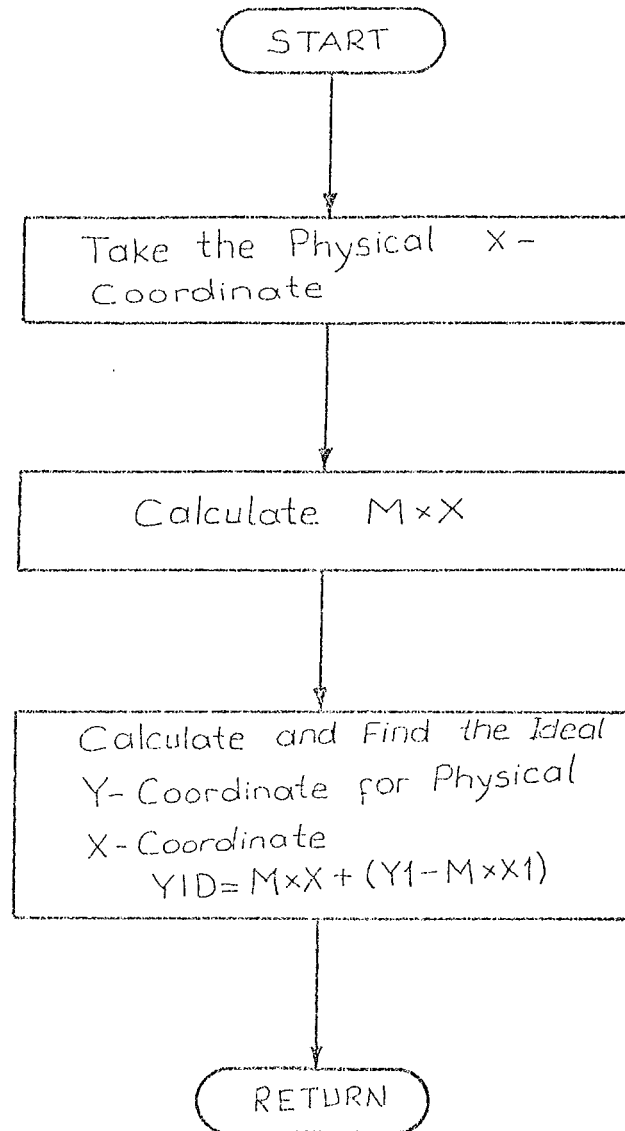 START
Take the Physical X-
Coordinate
Calculate M×X
Calculate and Find the Ideal
Y-Coordinate for Physical
X-Coordinate
YID=M×X+(Y1-M×X1)
RETURN